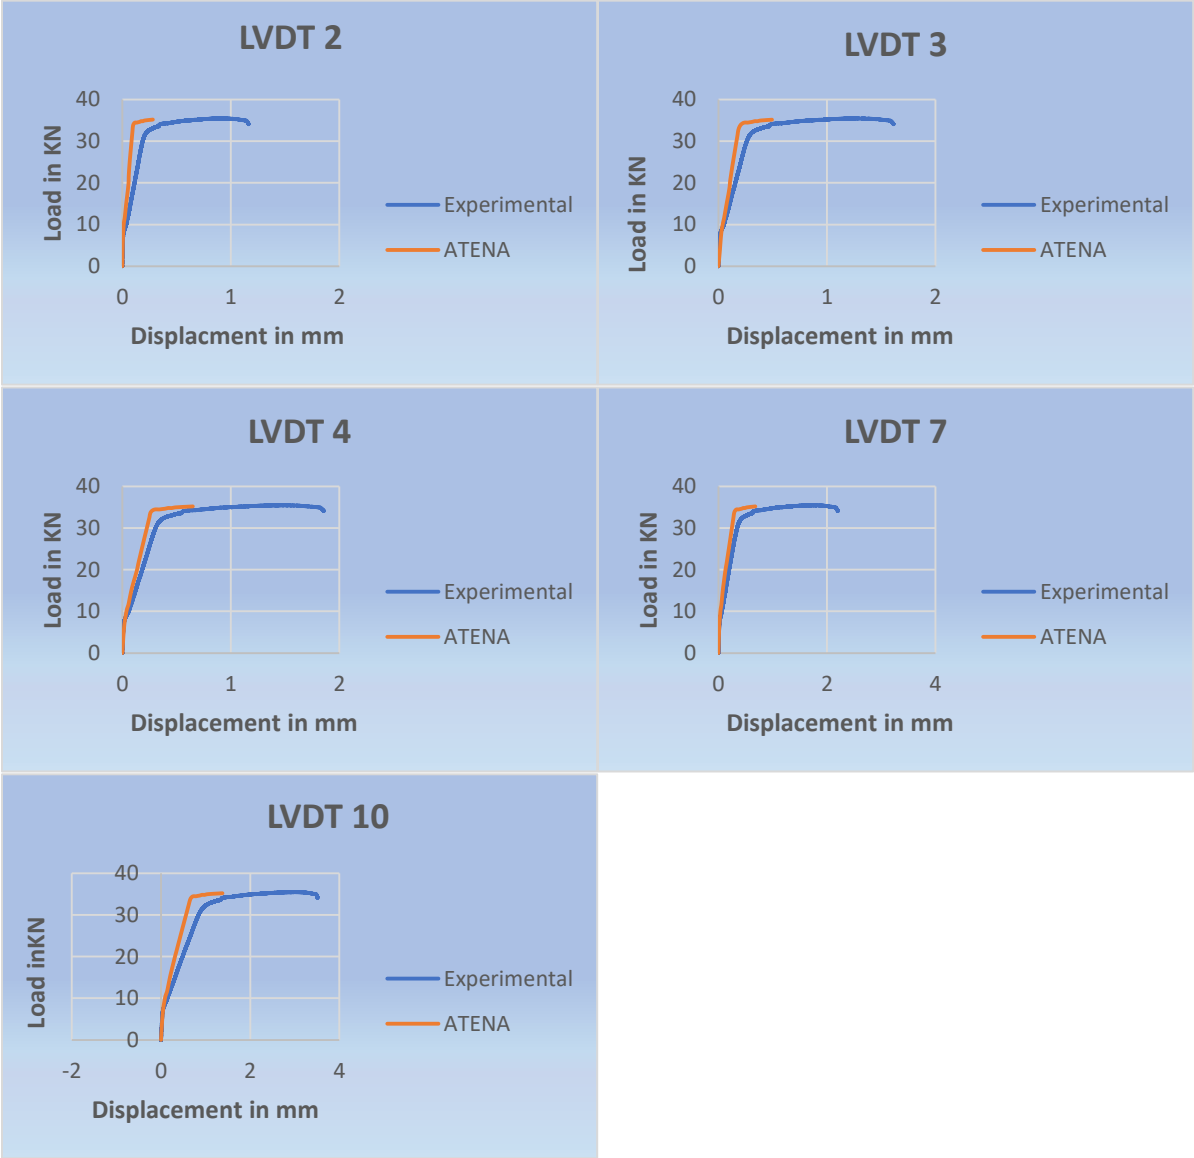 LVDT 2
40
30
20
10
0
0 1 2
Load in KN
Displacment in mm
Experimental
ATENA
LVDT 3
40
30
20
10
0
0 1 2
Load in KN
Displacement in mm
Experimental
ATENA
LVDT 4
40
30
20
10
0
0 1 2
Load in KN
Displacement in mm
Experimental
ATENA
LVDT 7
40
30
20
10
0
0 2 4
Load in KN
Displacement in mm
Experimental
ATENA
LVDT 10
40
30
20
10
0
-2 0 2 4
Load inKN
Displacement in mm
Experimental
ATENA